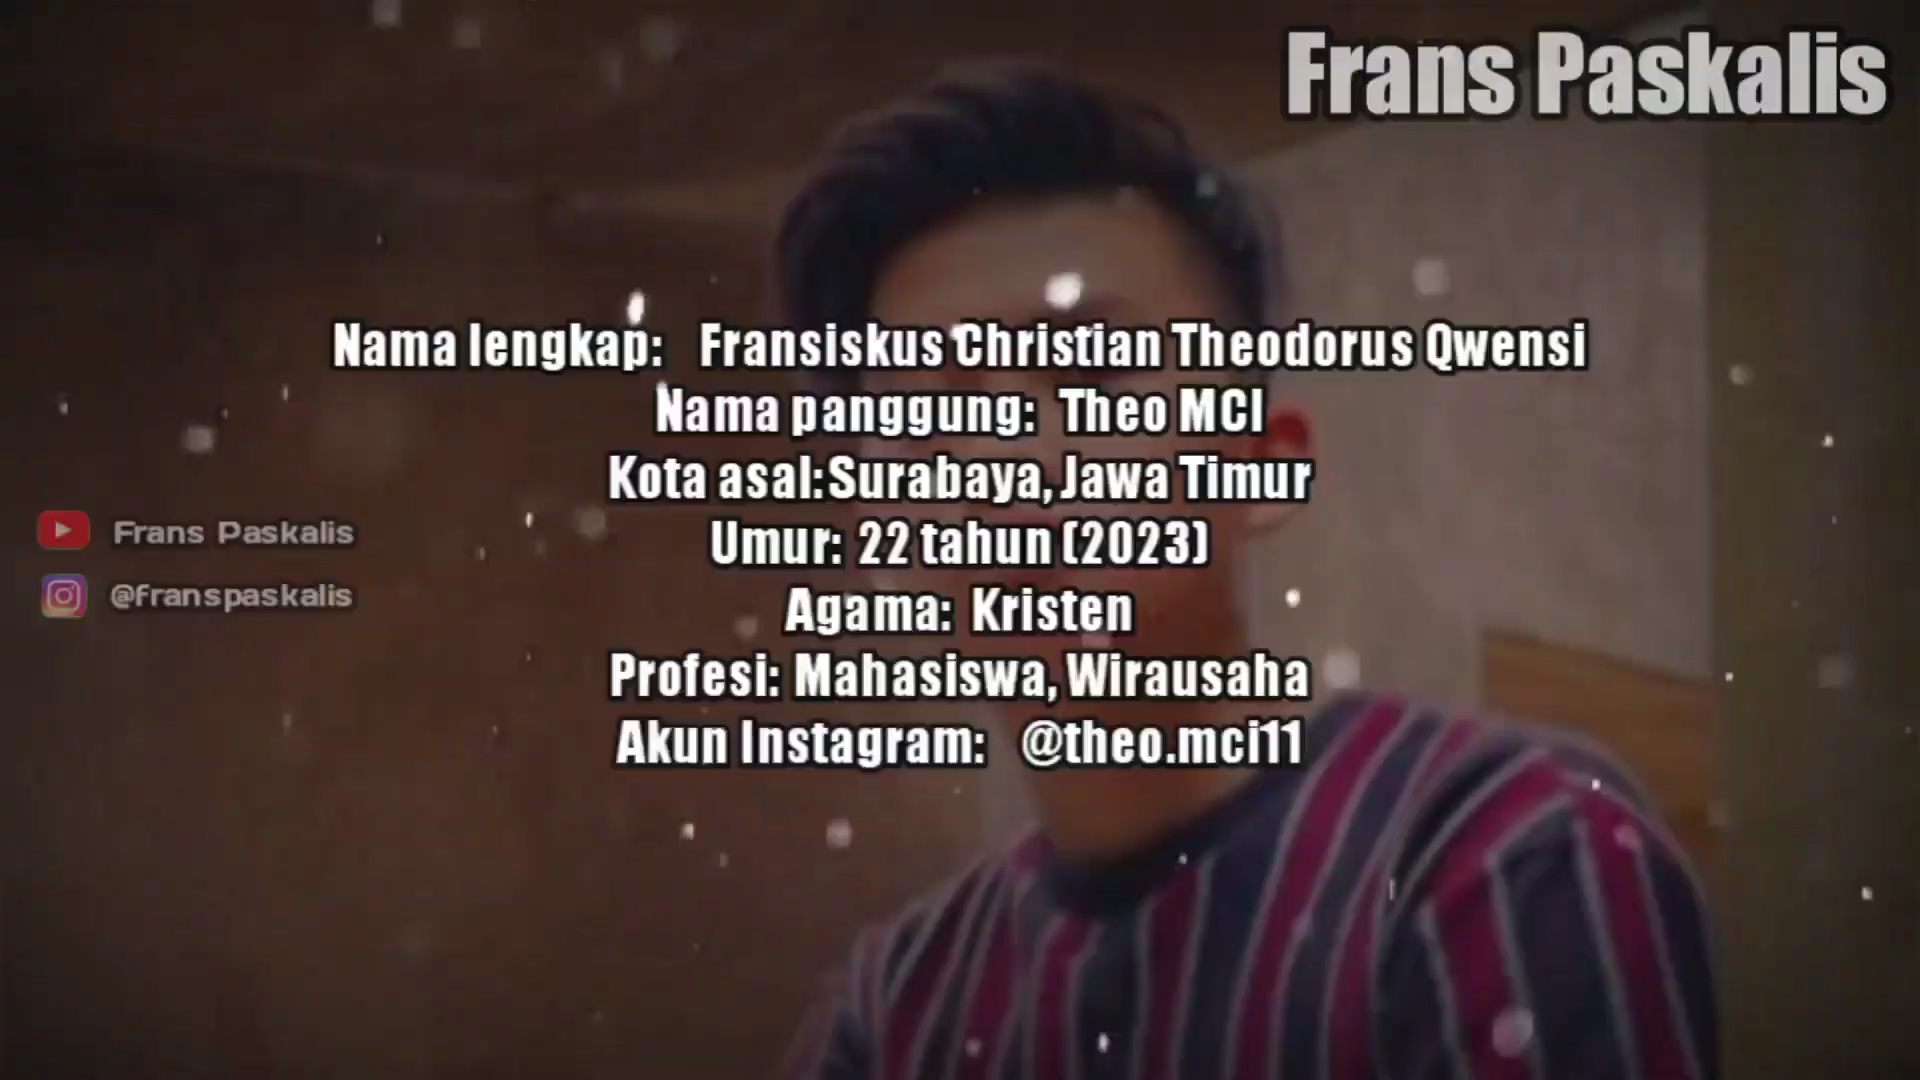 Frans Paskalis
Nama lengkap: Fransiskus Christian Theodorus Qwensi
Nama panggung: Theo MCI
Kota asal:Surabaya, Jawa Timur
Umur: 22 tahun (2023)
Agama: Kristen
Profesi: Mahasiswa, Wirausaha
Akun Instagram: @theo.mci11
Frans Paskalis
@franspaskalis